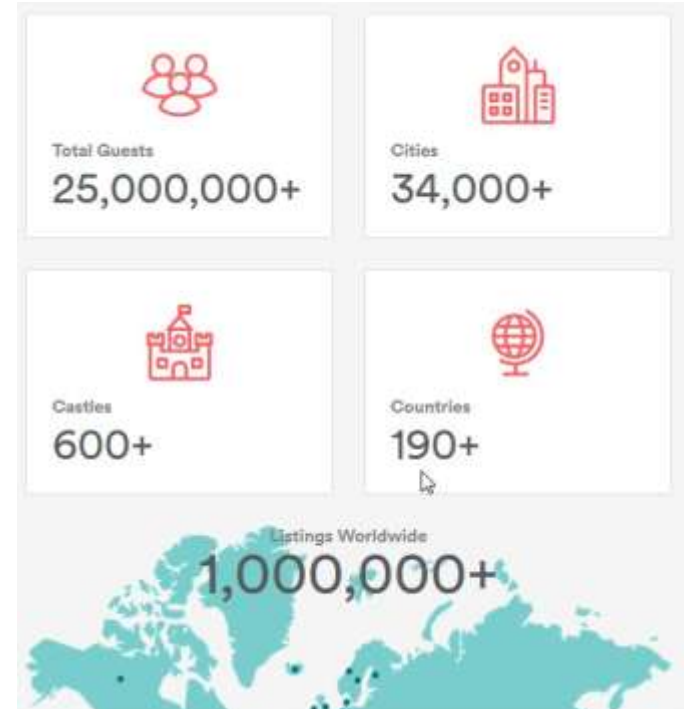 Total Guests
25,000,000+
Cities
34,000+
Castles
600+
Countries
190+
Listings Worldwide
1,000,000+